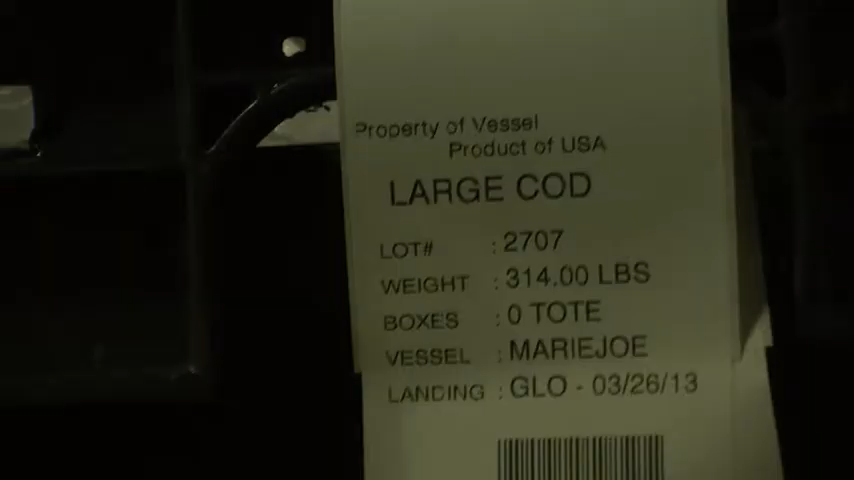 Property of Vessel
Product of USA
LARGE COD
LOT# : 2707
WEIGHT : 314.00 LBS
BOXES : 0 TOTE
VESSEL : MARIEJOE
LANDING : GLO - 03/26/13